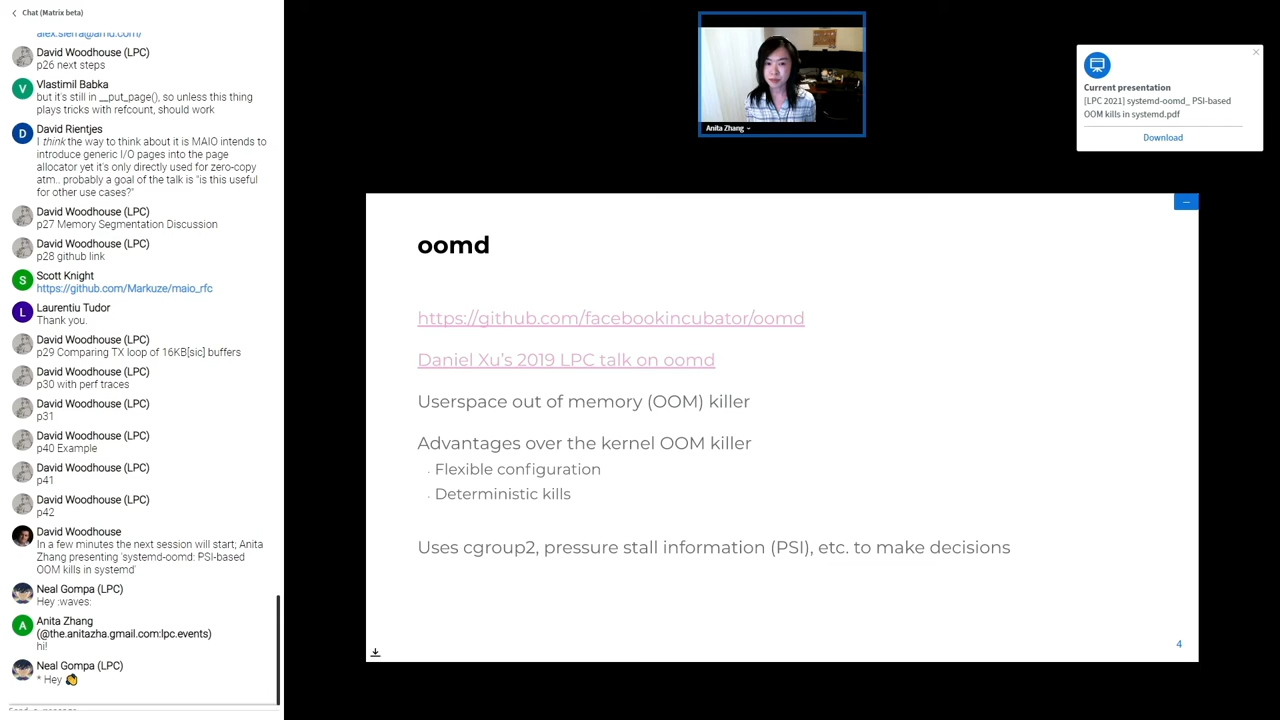 Chat (Matrix beta)
alex.sierra@amd.com/
David Woodhouse (LPC)
p26 next steps
Vlastimil Babka
V
but it's still in __put_page(), so unless this thing
plays tricks with refcount, should work
David Rientjes
D
I think the way to think about it is MAIO intends to
introduce generic I/O pages into the page
allocator yet it's only directly used for zero-copy
atm.. probably a goal of the talk is "is this useful
for other use cases?"
David Woodhouse (LPC)
p27 Memory Segmentation Discussion
David Woodhouse (LPC)
p28 github link
Scott Knight
S
https://github.com/Markuze/maio_rfc
Laurentiu Tudor
L
Thank you.
David Woodhouse (LPC)
p29 Comparing TX loop of 16KB[sic] buffers
David Woodhouse (LPC)
p30 with perf traces
David Woodhouse (LPC)
p31
David Woodhouse (LPC)
p40 Example
David Woodhouse (LPC)
p41
David Woodhouse (LPC)
p42
David Woodhouse
In a few minutes the next session will start; Anita
Zhang presenting 'systemd-oomd: PSI-based
OOM kills in systemd'
Neal Gompa (LPC)
Hey :waves:
Anita Zhang
A
(@the.anitazha.gmail.com:lpc.events)
hi!
Neal Gompa (LPC)
* Hey 👋
Send a message
Anita Zhang
Current presentation
[LPC 2021] systemd-oomd_ PSI-based
OOM kills in systemd.pdf
Download
oomd
https://github.com/facebookincubator/oomd
Daniel Xu's 2019 LPC talk on oomd
Userspace out of memory (OOM) killer
Advantages over the kernel OOM killer
· Flexible configuration
· Deterministic kills
Uses cgroup2, pressure stall information (PSI), etc. to make decisions
4